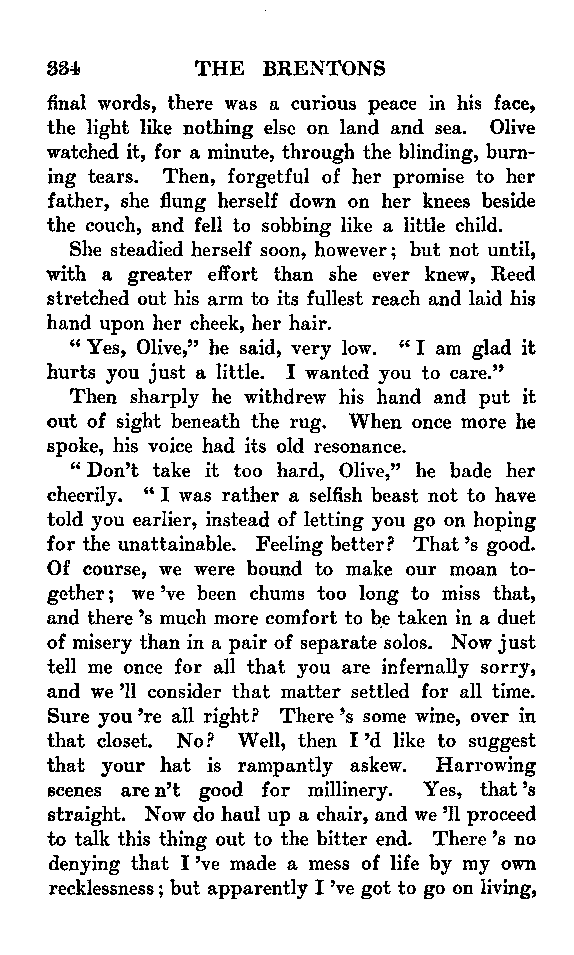 334 THE BRENTONS
final words, there was a curious peace in his face,
the light like nothing else on land and sea. Olive
watched it, for a minute, through the blinding, burn-
ing tears. Then, forgetful of her promise to her
father, she flung herself down on her knees beside
the couch, and fell to sobbing like a little child.
She steadied herself soon, however; but not until,
with a greater effort than she ever knew, Reed
stretched out his arm to its fullest reach and laid his
hand upon her cheek, her hair.
"Yes, Olive," he said, very low. "I am glad it
hurts you just a little. I wanted you to care."
Then sharply he withdrew his hand and put it
out of sight beneath the rug. When once more he
spoke, his voice had its old resonance.
"Don't take it too hard, Olive," he bade her
cheerily. "I was rather a selfish beast not to have
told you earlier, instead of letting you go on hoping
for the unattainable. Feeling better? That's good.
Of course, we were bound to make our moan to-
gether; we've been chums too long to miss that,
and there's much more comfort to be taken in a duet
of misery than in a pair of separate solos. Now just
tell me once for all that you are infernally sorry,
and we'll consider that matter settled for all time.
Sure you're all right? There's some wine, over in
that closet. No? Well, then I'd like to suggest
that your hat is rampantly askew. Harrowing
scenes aren't good for millinery. Yes, that's
straight. Now do haul up a chair, and we'll proceed
to talk this thing out to the bitter end. There's no
denying that I've made a mess of life by my own
recklessness; but apparently I've got to go on living,